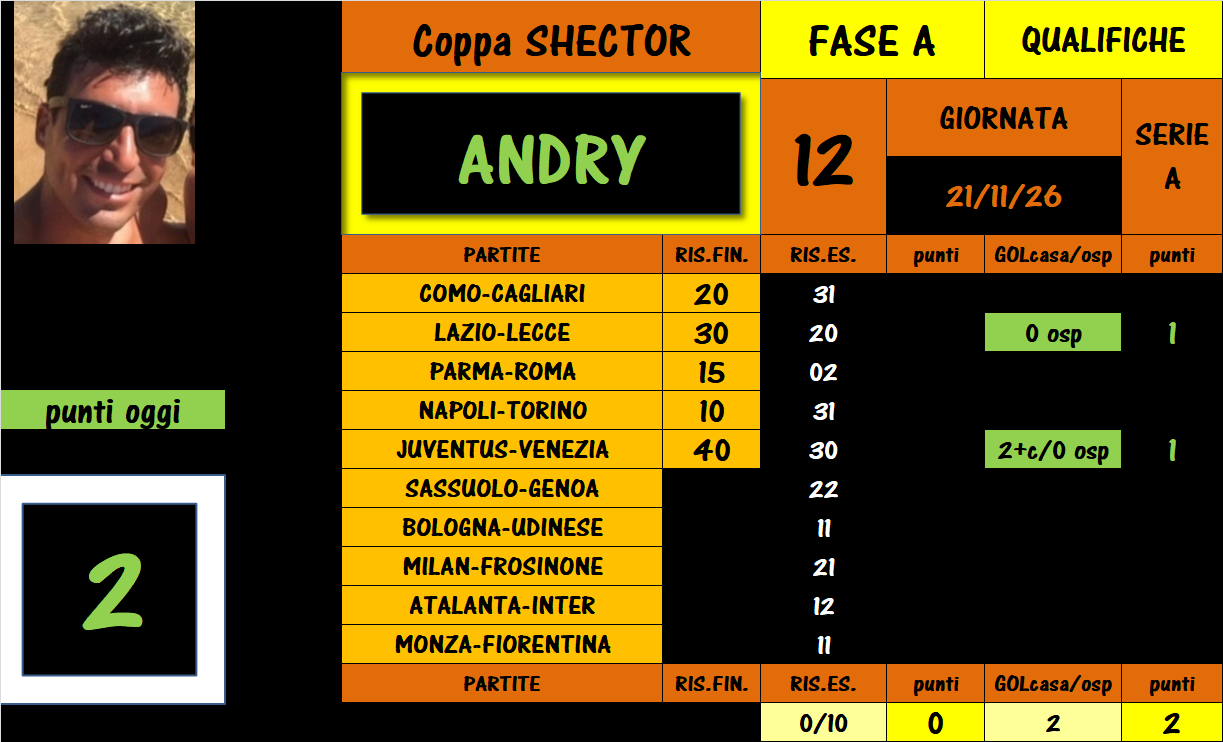 Coppa SHECTOR
FASE A
QUALIFICHE
ANDRY
12
GIORNATA
21/11/26
SERIE
A
PARTITE RIS.FIN. RIS.ES. punti GOLcasa/osp punti
COMO-CAGLIARI 20 31
LAZIO-LECCE 30 20 0 osp 1
PARMA-ROMA 15 02
NAPOLI-TORINO 10 31
JUVENTUS-VENEZIA 40 30 2+c/0 osp 1
SASSUOLO-GENOA 22
BOLOGNA-UDINESE 11
MILAN-FROSINONE 21
ATALANTA-INTER 12
MONZA-FIORENTINA 11
PARTITE RIS.FIN. RIS.ES. punti GOLcasa/osp punti
0/10 0 2 2
punti oggi
2